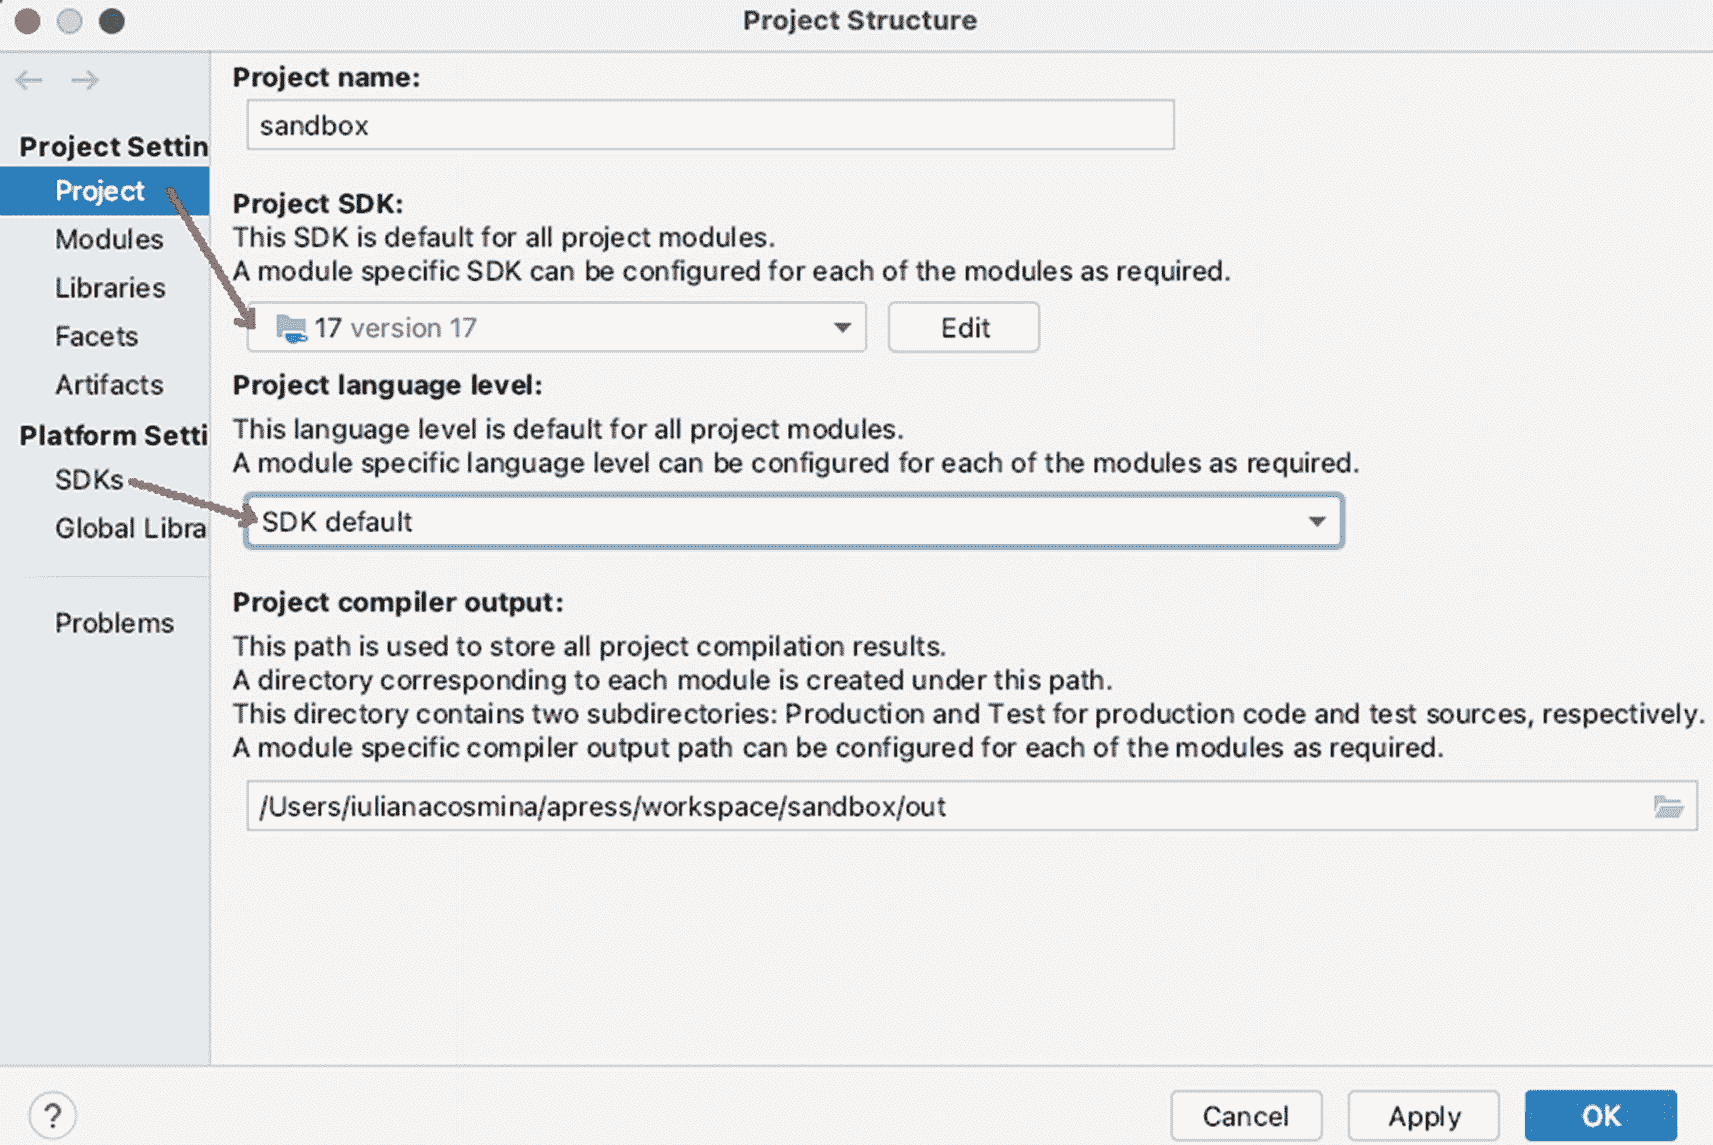 Project Structure
Project Settin
Project
Modules
Libraries
Facets
Artifacts
Platform Setti
SDKs
Global Libra
Problems
Project name:
sandbox
Project SDK:
This SDK is default for all project modules.
A module specific SDK can be configured for each of the modules as required.
17 version 17
Edit
Project language level:
This language level is default for all project modules.
A module specific language level can be configured for each of the modules as required.
SDK default
Project compiler output:
This path is used to store all project compilation results.
A directory corresponding to each module is created under this path.
This directory contains two subdirectories: Production and Test for production code and test sources, respectively.
A module specific compiler output path can be configured for each of the modules as required.
/Users/iulianacosmina/apress/workspace/sandbox/out
?
Cancel
Apply
OK